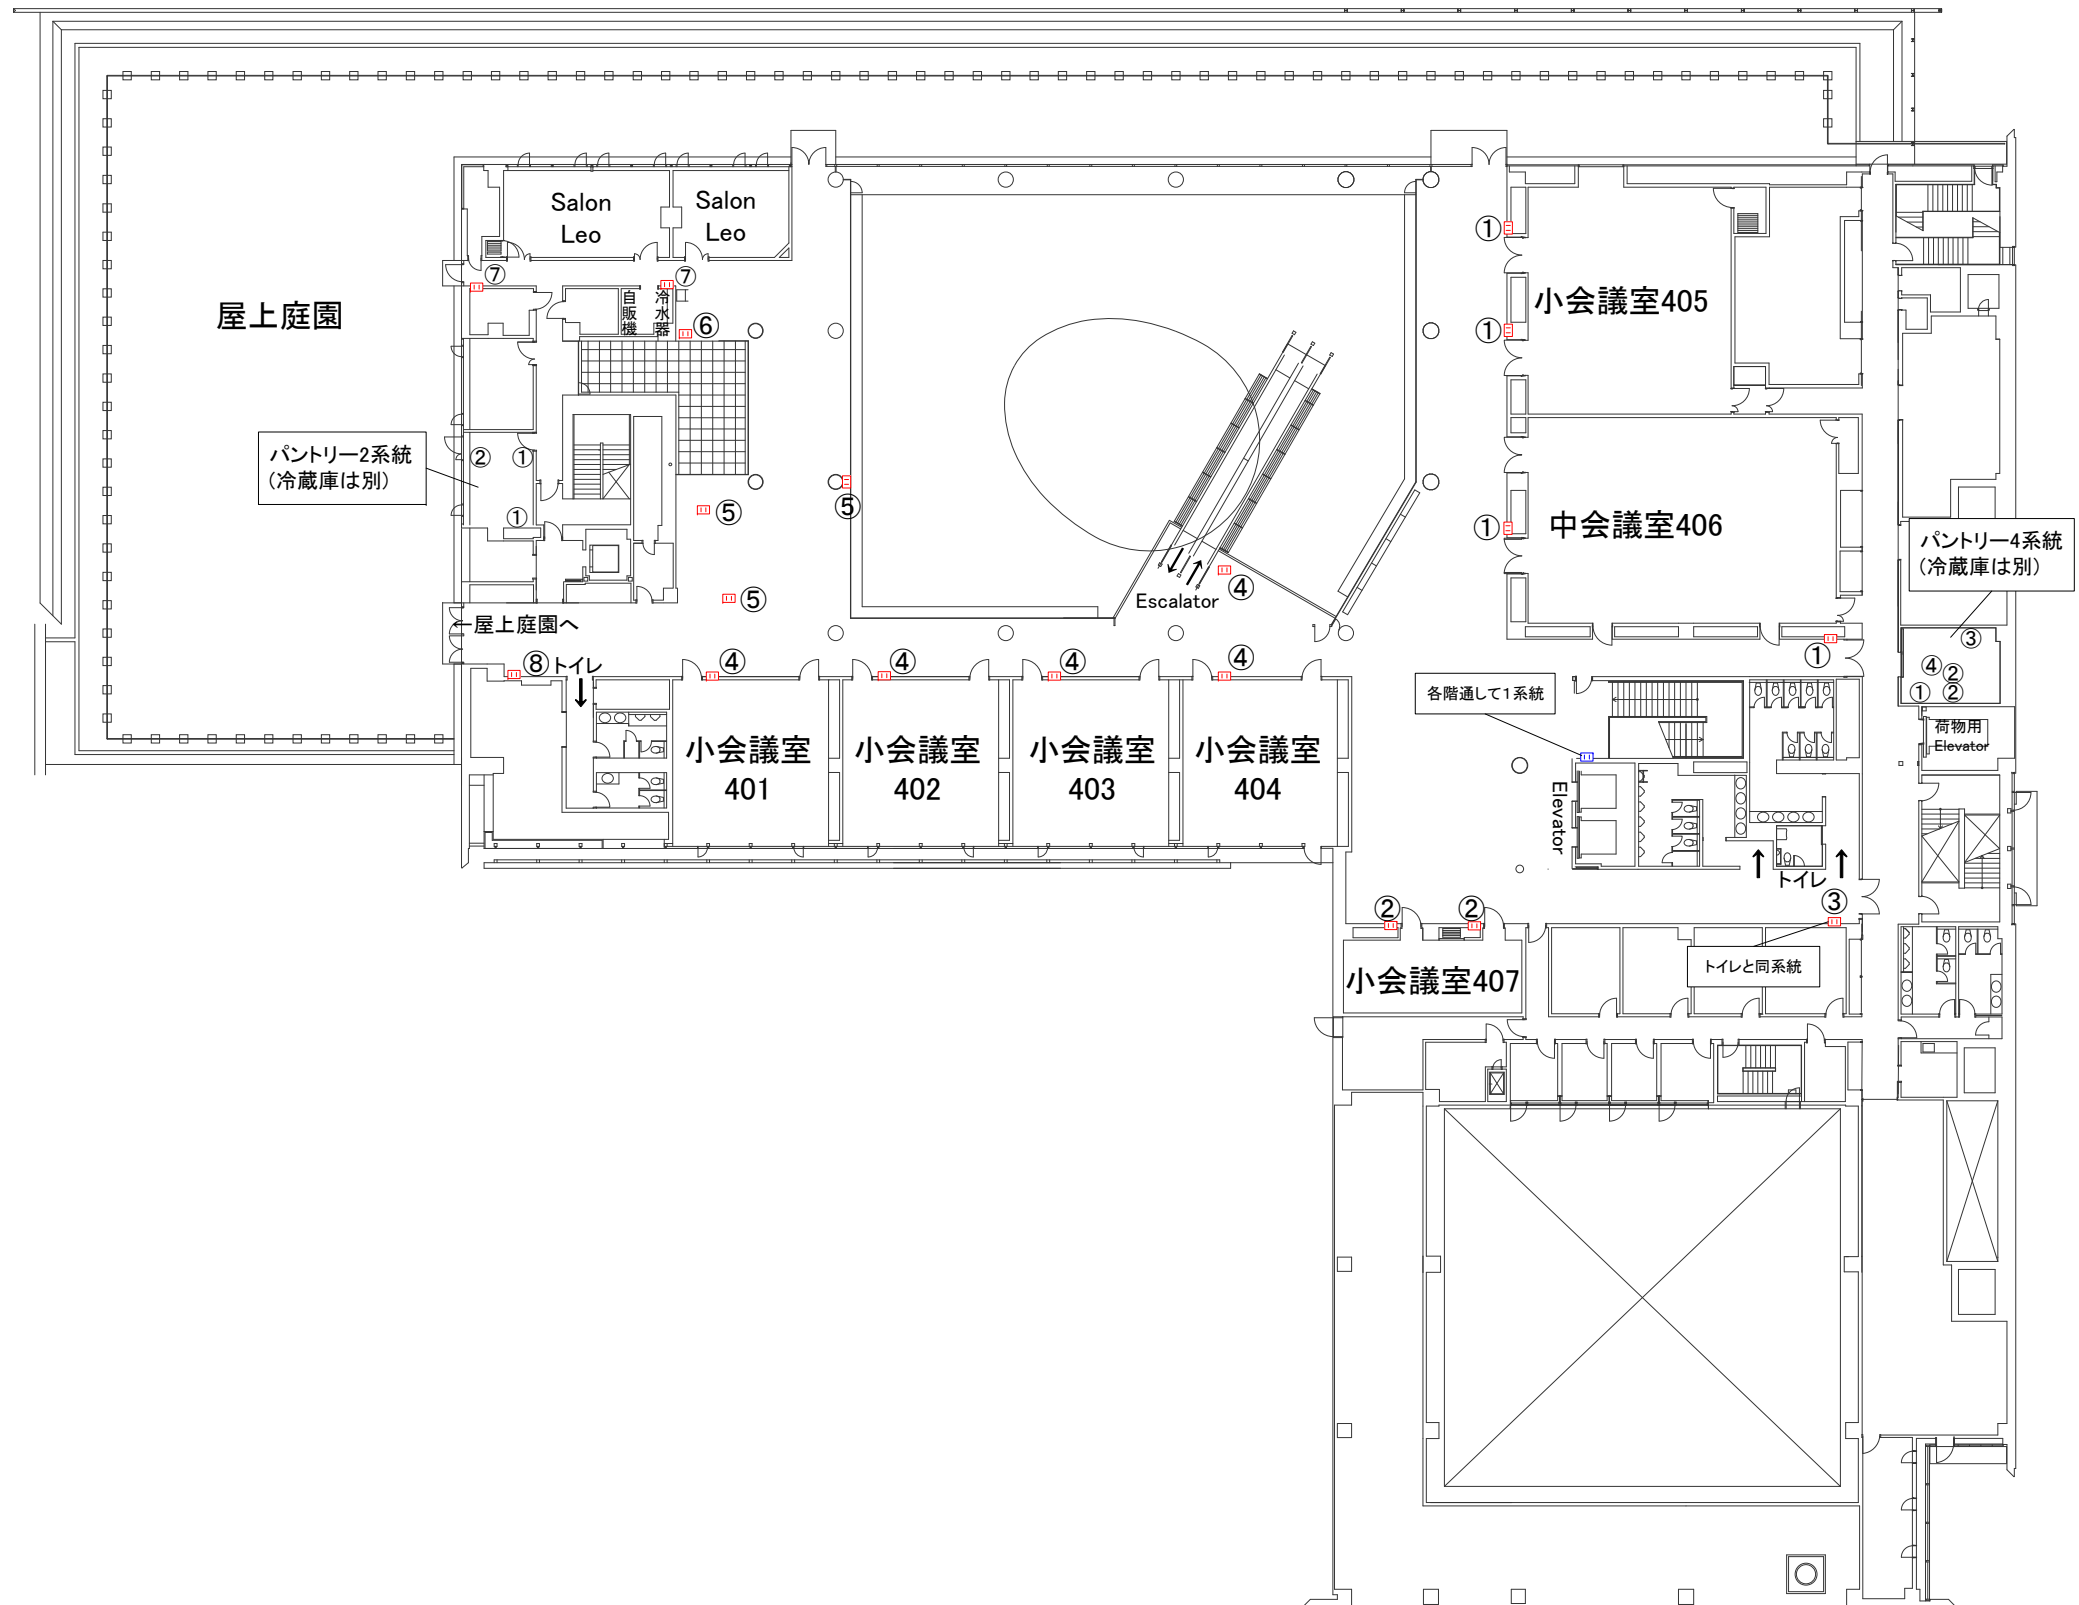 Salon
Leo
Salon
Leo
①
⑦
⑦
屋上庭園
自販機
冷水器
⑥
①
小会議室405
パントリー2系統
(冷蔵庫は別)
②
①
①
⑤
⑤
①
中会議室406
パントリー4系統
(冷蔵庫は別)
⑤
④
Escalator
←屋上庭園へ
①
③
④
②
①
②
⑧
トイレ
④
④
④
④
各階通して1系統
荷物用
Elevator
小会議室
401
小会議室
402
小会議室
403
小会議室
404
Elevator
トイレ
②
②
③
トイレと同系統
小会議室407